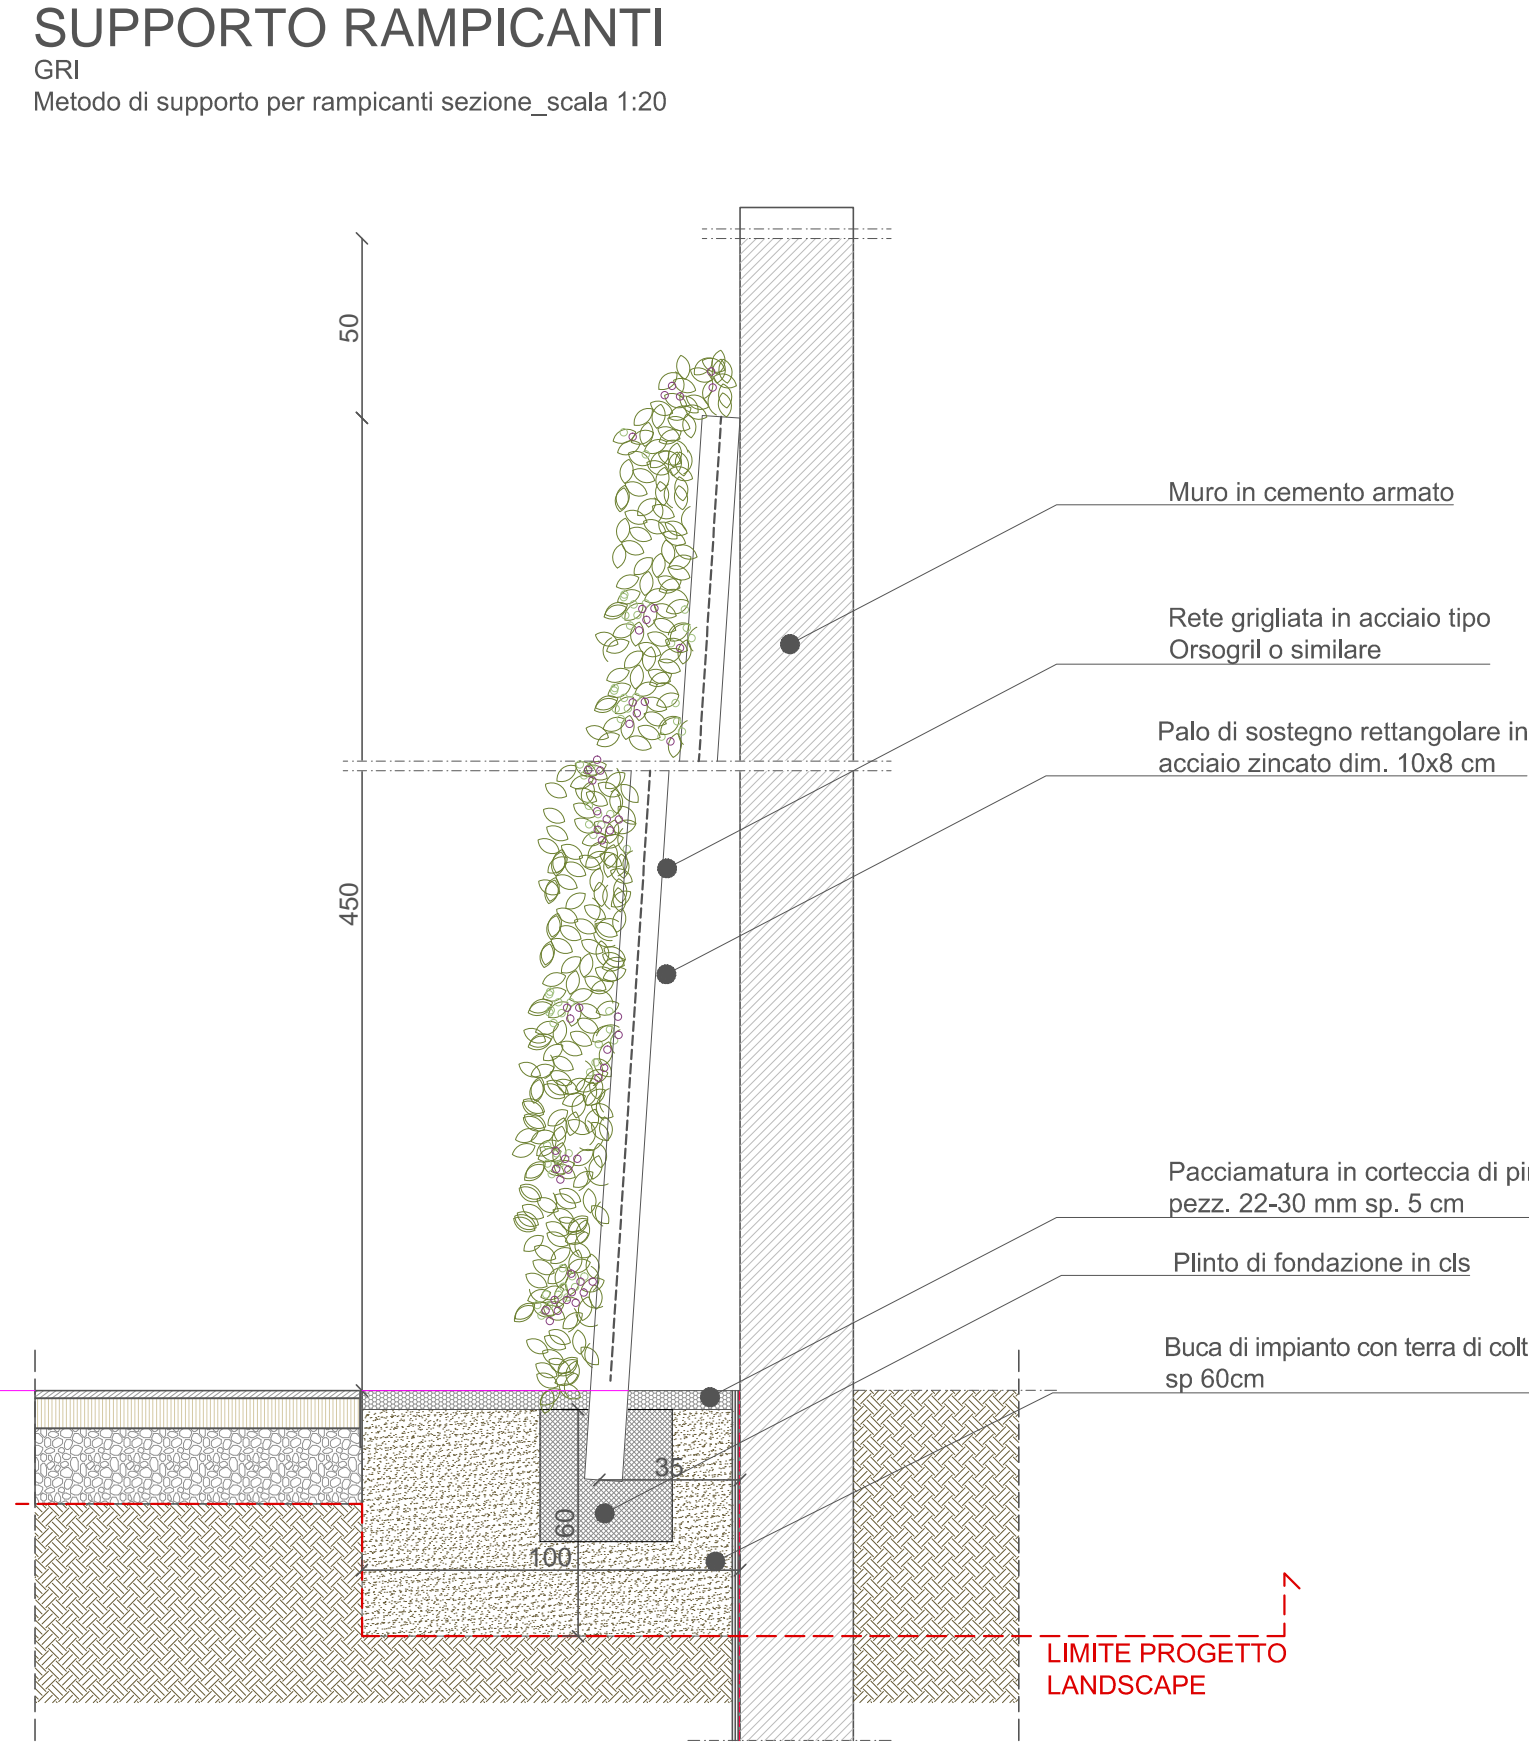 SUPPORTO RAMPICANTI
GRI
Metodo di supporto per rampicanti sezione_scala 1:20
50
Muro in cemento armato
Rete grigliata in acciaio tipo
Orsogril o similare
Palo di sostegno rettangolare in
acciaio zincato dim. 10x8 cm
450
Pacciamatura in corteccia di pi
pezz. 22-30 mm sp. 5 cm
Plinto di fondazione in cls
Buca di impianto con terra di colt
sp 60cm
35
60
100
LIMITE PROGETTO
LANDSCAPE